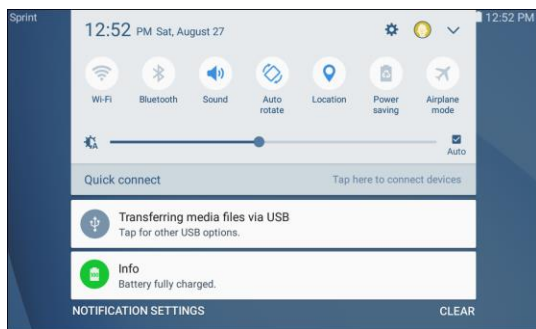 Sprint
12:52 PM
12:52 PM Sat, August 27
Wi-Fi
Bluetooth
Sound
Auto
rotate
Location
Power
saving
Airplane
mode
A
Auto
Quick connect
Tap here to connect devices
Transferring media files via USB
Tap for other USB options.
Info
Battery fully charged.
NOTIFICATION SETTINGS
CLEAR